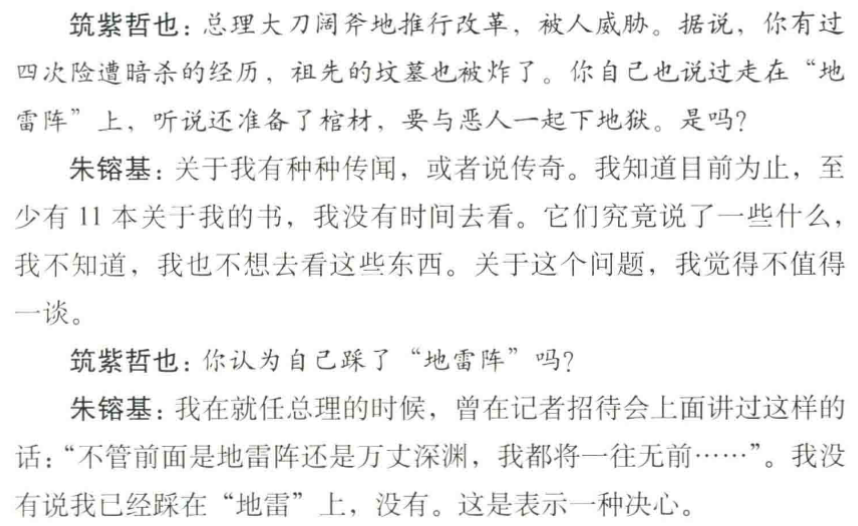 筑紫哲也：总理大刀阔斧地推行改革，被人威胁。据说，你有过
四次险遭暗杀的经历，祖先的坟墓也被炸了。你自己也说过走在“地
雷阵”上，听说还准备了棺材，要与恶人一起下地狱。是吗？
朱镕基：关于我有种种传闻，或者说传奇。我知道目前为止，至
少有 11 本关于我的书，我没有时间去看。它们究竟说了一些什么，
我不知道，我也不想去看这些东西。关于这个问题，我觉得不值得
一谈。
筑紫哲也：你认为自己踩了“地雷阵”吗？
朱镕基：我在就任总理的时候，曾在记者招待会上面讲过这样的
话：“不管前面是地雷阵还是万丈深渊，我都将一往无前……”。我没
有说我已经踩在“地雷”上，没有。这是表示一种决心。